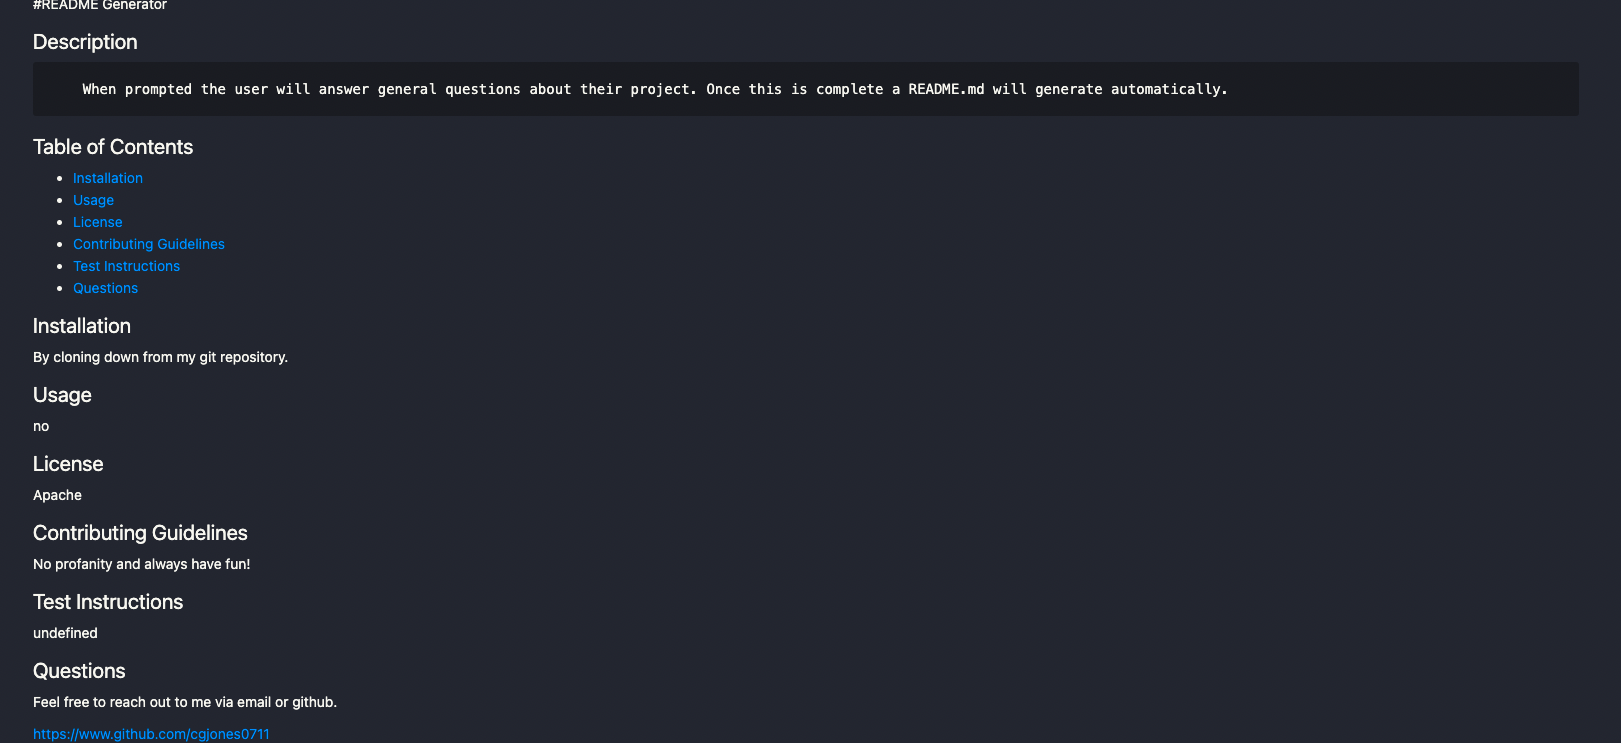 #README Generator
Description
When prompted the user will answer general questions about their project. Once this is complete a README.md will generate automatically.
Table of Contents
Installation
Usage
License
Contributing Guidelines
Test Instructions
Questions
Installation
By cloning down from my git repository.
Usage
no
License
Apache
Contributing Guidelines
No profanity and always have fun!
Test Instructions
undefined
Questions
Feel free to reach out to me via email or github.
https://www.github.com/cgjones0711